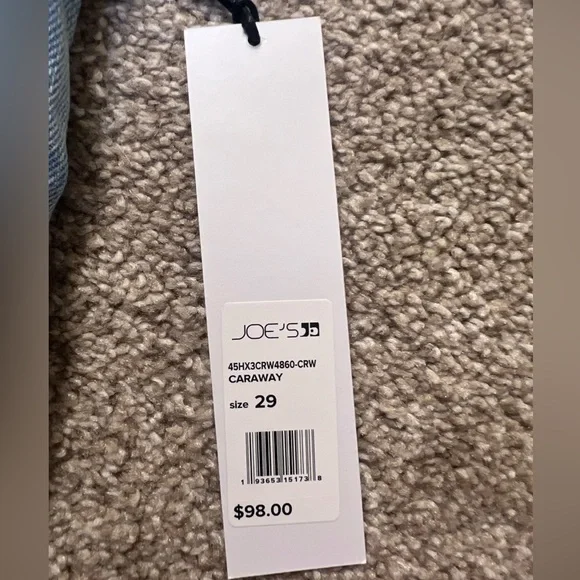 JOE'S
45HX3CRW4860-CRW
CARAWAY
size 29
1 93653 15173 8
$98.00